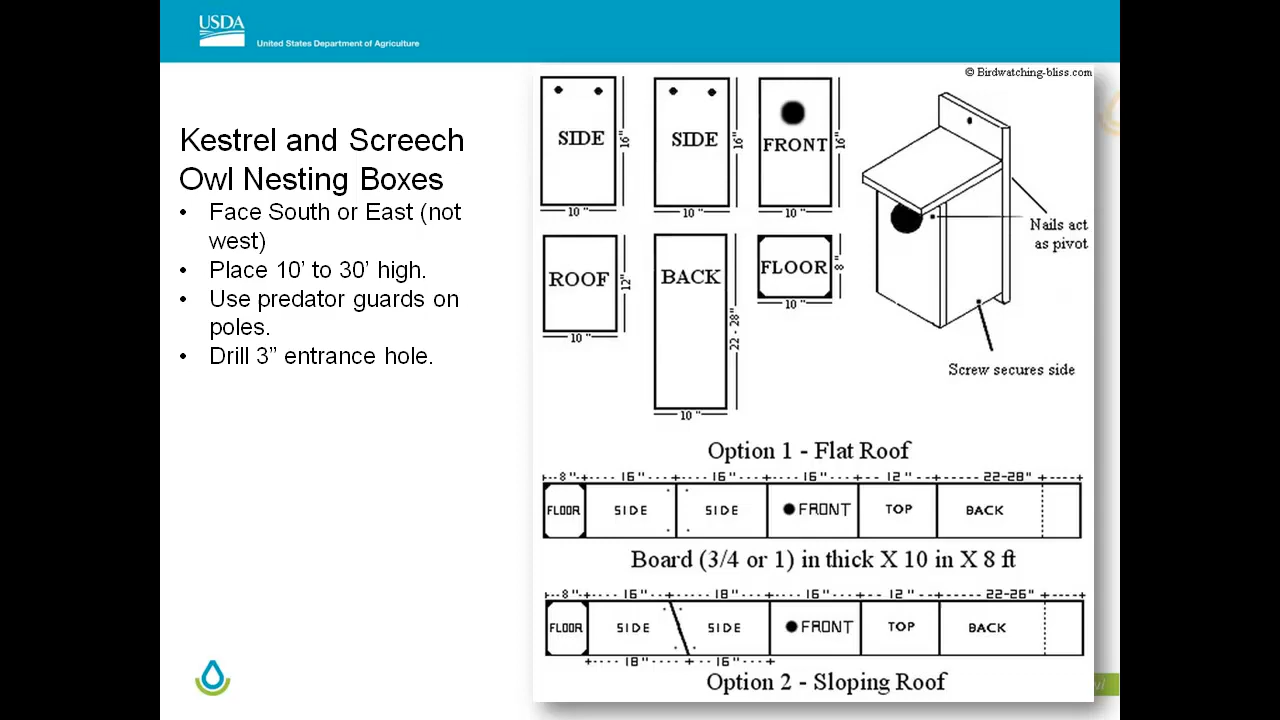 USDA
United States Department of Agriculture
© Birdwatching-bliss.com
Kestrel and Screech
Owl Nesting Boxes
• Face South or East (not
west)
• Place 10’ to 30’ high.
• Use predator guards on
poles.
• Drill 3” entrance hole.
SIDE
16"
10 "
SIDE
16"
10 "
FRONT
16"
10 "
ROOF
12"
10 "
BACK
22 - 28"
10 "
FLOOR
8"
10 "
Nails act
as pivot
Screw secures side
Option 1 - Flat Roof
8" 16" 16" 16" 12" 22-28"
FLOOR SIDE SIDE FRONT TOP BACK
Board (3/4 or 1) in thick X 10 in X 8 ft
8" 16" 18" 16" 12" 22-26"
FLOOR SIDE SIDE FRONT TOP BACK
18" 16"
Option 2 - Sloping Roof